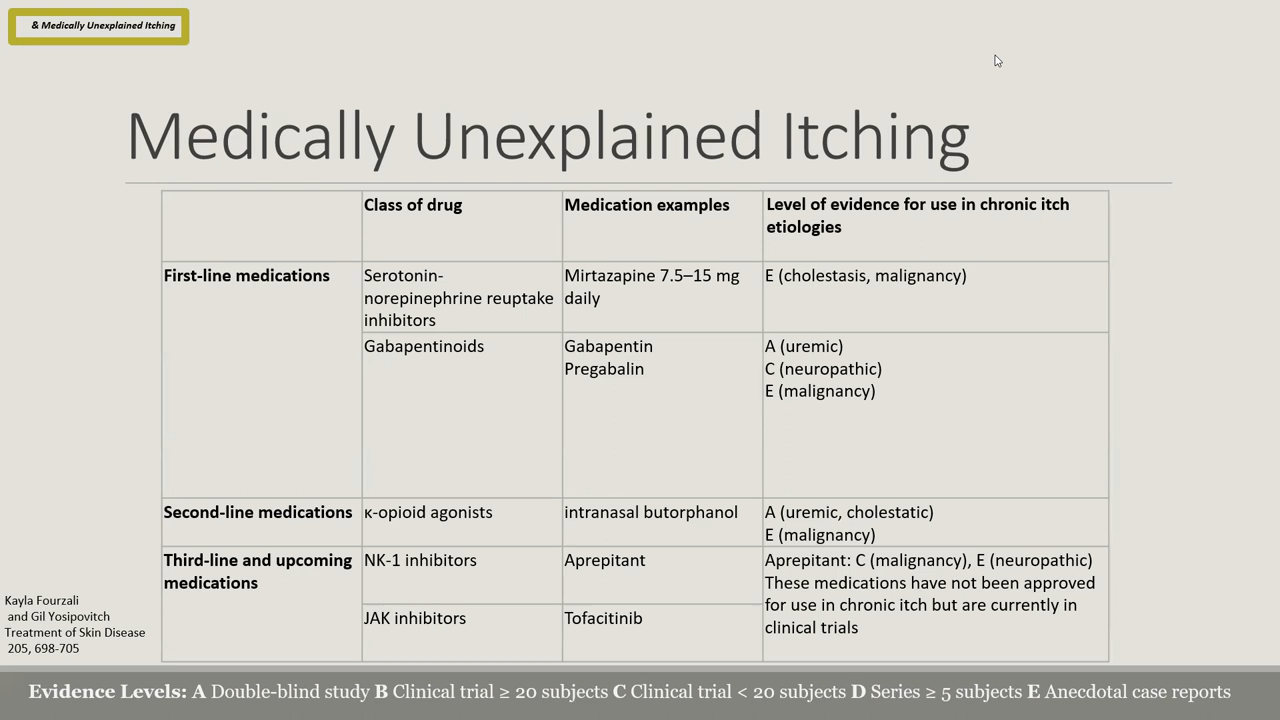 & Medically Unexplained Itching
Medically Unexplained Itching
Class of drug
Medication examples
Level of evidence for use in chronic itch
etiologies
First-line medications
Serotonin-
norepinephrine reuptake
inhibitors
Mirtazapine 7.5–15 mg
daily
E (cholestasis, malignancy)
Gabapentinoids
Gabapentin
Pregabalin
A (uremic)
C (neuropathic)
E (malignancy)
Second-line medications
κ-opioid agonists
intranasal butorphanol
A (uremic, cholestatic)
E (malignancy)
Third-line and upcoming
medications
NK-1 inhibitors
Aprepitant
Aprepitant: C (malignancy), E (neuropathic)
These medications have not been approved
for use in chronic itch but are currently in
clinical trials
JAK inhibitors
Tofacitinib
Kayla Fourzali
and Gil Yosipovitch
Treatment of Skin Disease
205, 698-705
Evidence Levels: A Double-blind study B Clinical trial ≥ 20 subjects C Clinical trial < 20 subjects D Series ≥ 5 subjects E Anecdotal case reports